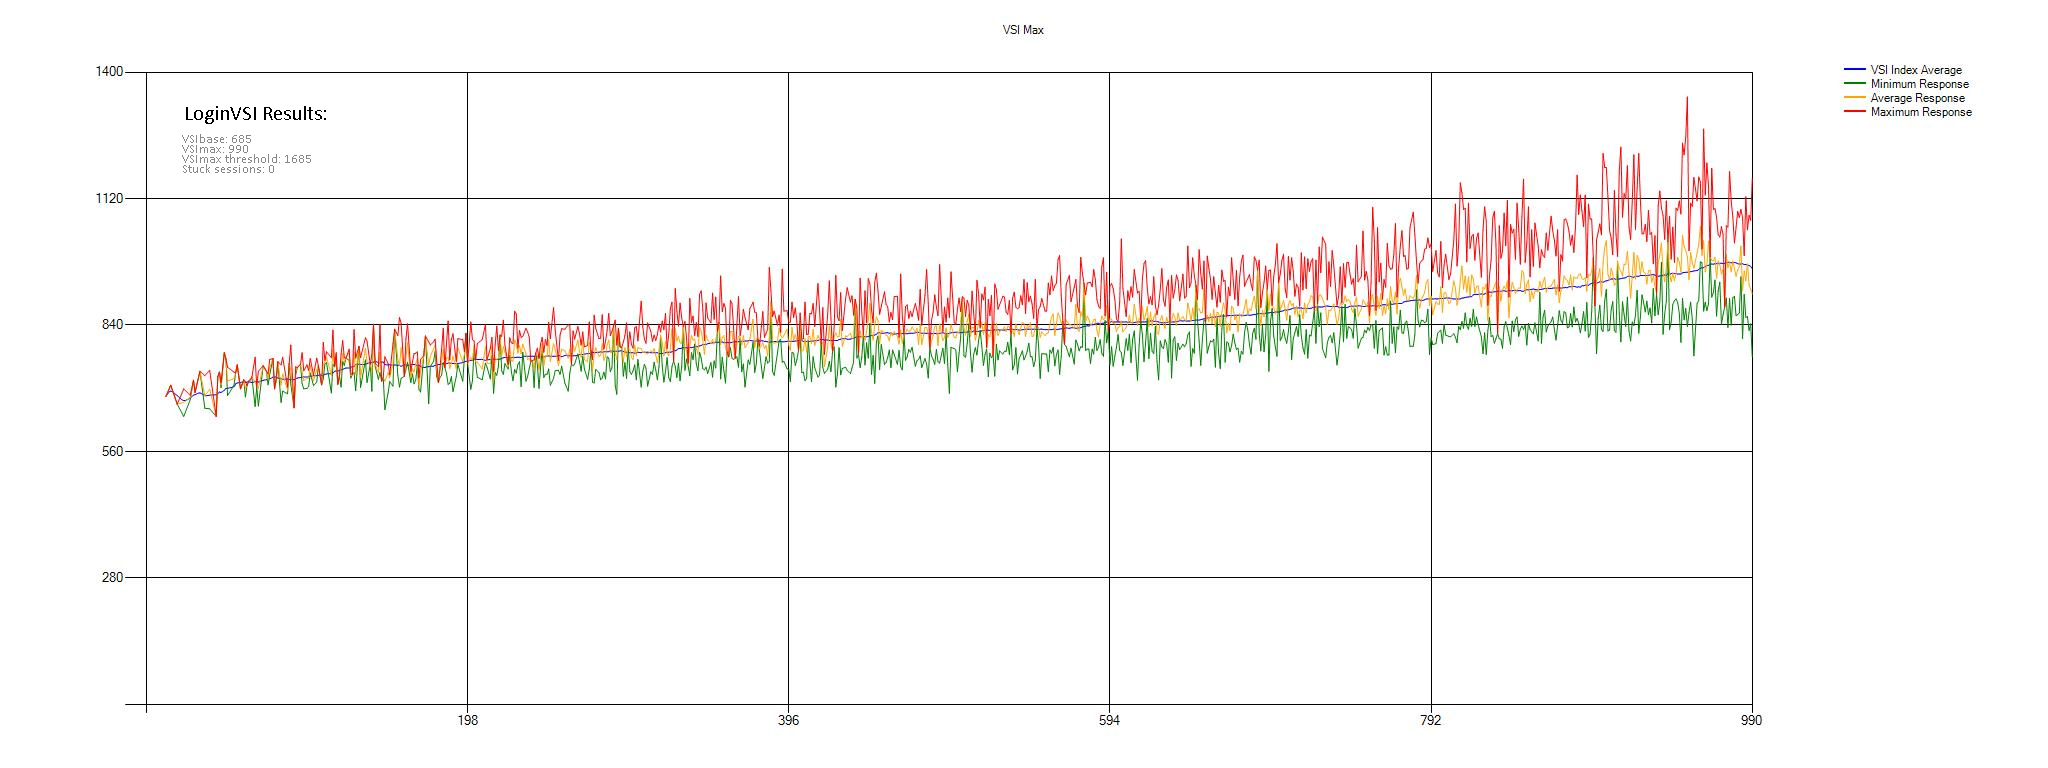 VSI Max
1400
1120
840
560
280
198
396
594
792
990
LoginVSI Results:
VSIbase: 685
VSImax: 990
VSImax threshold: 1685
Stuck sessions: 0
VSI Index Average
Minimum Response
Average Response
Maximum Response